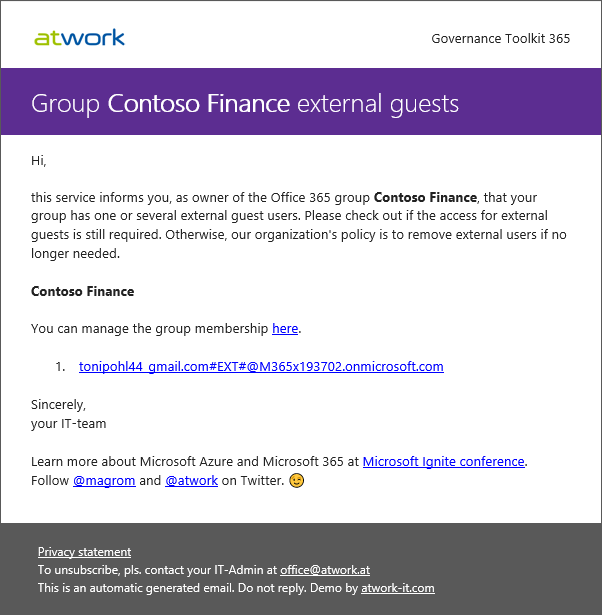 atwork
Governance Toolkit 365
Group Contoso Finance external guests
Hi,
this service informs you, as owner of the Office 365 group Contoso Finance, that your
group has one or several external guest users. Please check out if the access for external
guests is still required. Otherwise, our organization's policy is to remove external users if no
longer needed.
Contoso Finance
You can manage the group membership here.
1. tonipohl44_gmail.com#EXT#@M365x193702.onmicrosoft.com
Sincerely,
your IT-team
Learn more about Microsoft Azure and Microsoft 365 at Microsoft Ignite conference.
Follow @magrom and @atwork on Twitter. 😉
Privacy statement
To unsubscribe, pls. contact your IT-Admin at office@atwork.at
This is an automatic generated email. Do not reply. Demo by atwork-it.com